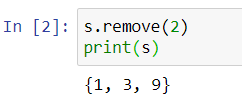 In [2]: s.remove(2)
print(s)
{1, 3, 9}